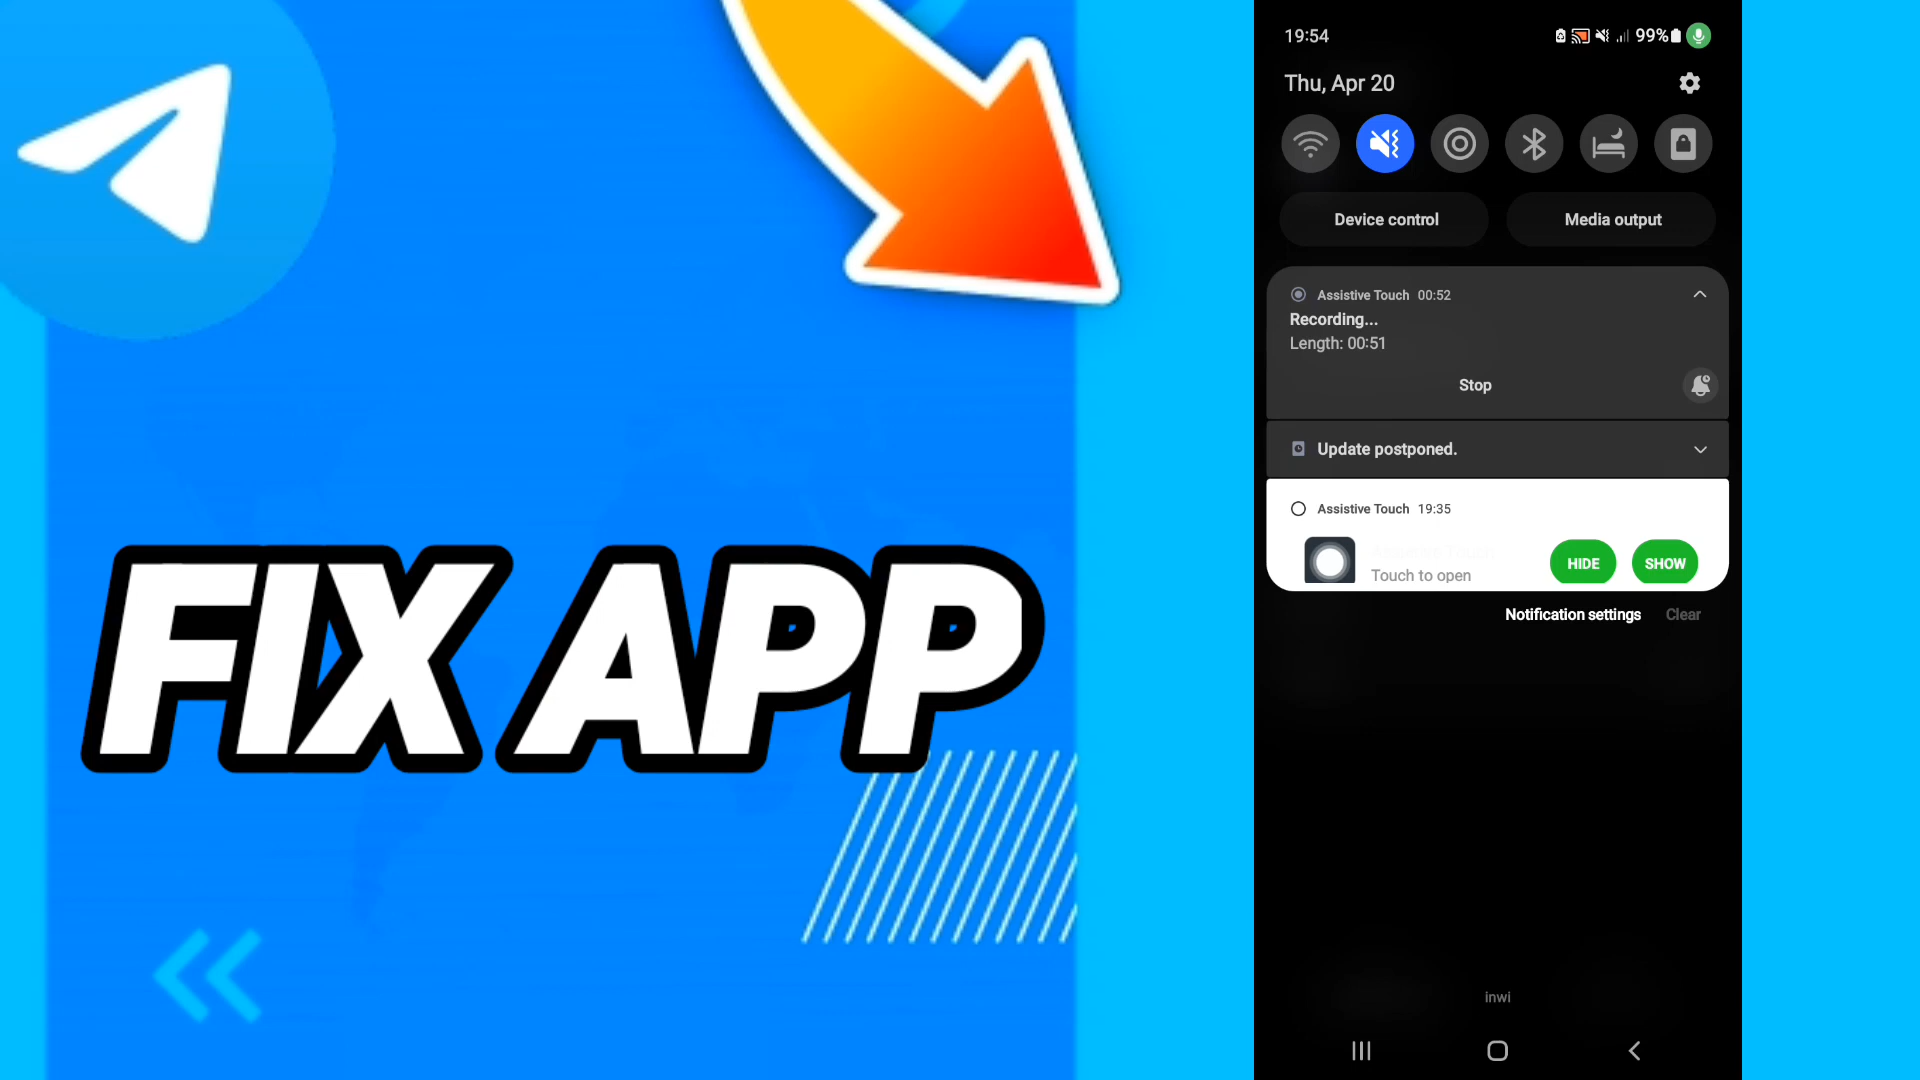 FIX APP
19:54
99%
Thu, Apr 20
Device control
Media output
Assistive Touch 00:52
Recording...
Length: 00:51
Stop
Update postponed.
Assistive Touch 19:35
Touch to open
HIDE
SHOW
Notification settings
Clear
inwi